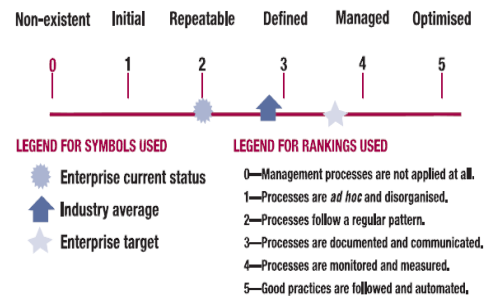 Non-existent Initial Repeatable Defined Managed Optimised
0 1 2 3 4 5
LEGEND FOR SYMBOLS USED
Enterprise current status
Industry average
Enterprise target
LEGEND FOR RANKINGS USED
0—Management processes are not applied at all.
1—Processes are ad hoc and disorganised.
2—Processes follow a regular pattern.
3—Processes are documented and communicated.
4—Processes are monitored and measured.
5—Good practices are followed and automated.